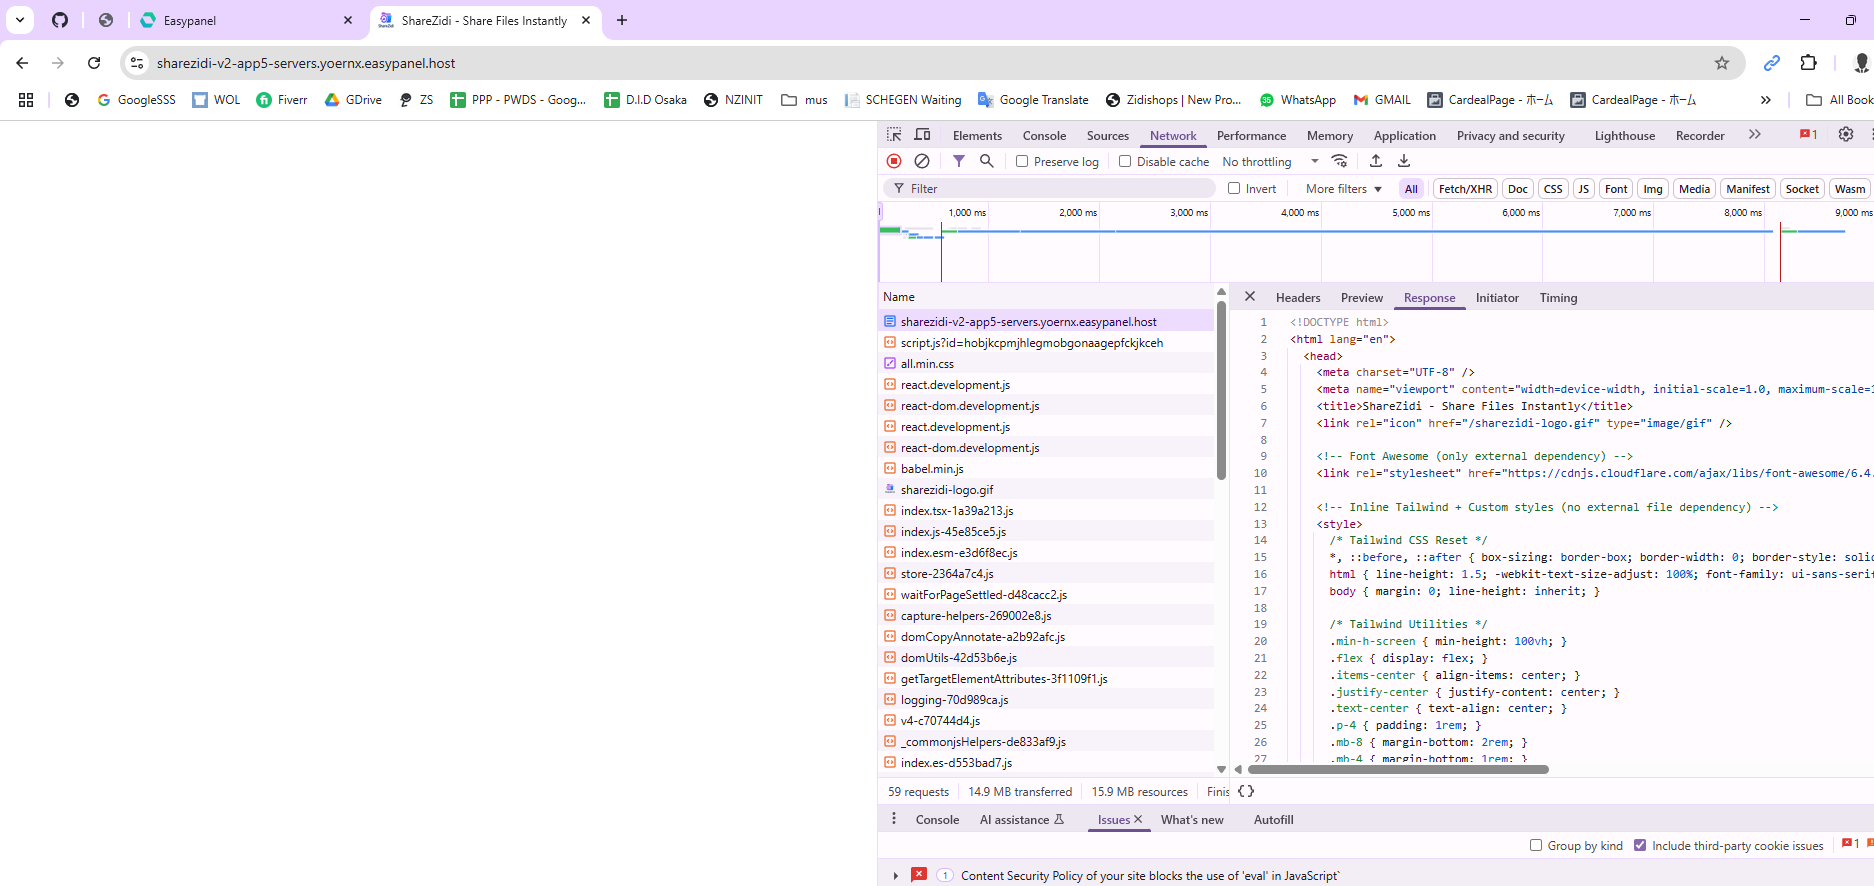 Easypanel
ShareZidi - Share Files Instantly
sharezidi-v2-app5-servers.yoernx.easypanel.host
GoogleSSS
WOL
Fiverr
GDrive
ZS
PPP - PWDS - Goog...
D.I.D Osaka
NZINIT
mus
SCHEGEN Waiting
Google Translate
Zidishops | New Pro...
35 WhatsApp
GMAIL
CardealPage - ホーム
CardealPage - ホーム
All Book
Elements Console Sources Network Performance Memory Application Privacy and security Lighthouse Recorder 1
Preserve log Disable cache No throttling
Filter Invert More filters All Fetch/XHR Doc CSS JS Font Img Media Manifest Socket Wasm
1,000 ms 2,000 ms 3,000 ms 4,000 ms 5,000 ms 6,000 ms 7,000 ms 8,000 ms 9,000 ms
Name
sharezidi-v2-app5-servers.yoernx.easypanel.host
script.js?id=hobjkcpmjhlegmobgonaagepfckjkceh
all.min.css
react.development.js
react-dom.development.js
react.development.js
react-dom.development.js
babel.min.js
sharezidi-logo.gif
index.tsx-1a39a213.js
index.js-45e85ce5.js
index.esm-e3d6f8ec.js
store-2364a7c4.js
waitForPageSettled-d48cacc2.js
capture-helpers-269002e8.js
domCopyAnnotate-a2b92afc.js
domUtils-42d53b6e.js
getTargetElementAttributes-3f1109f1.js
logging-70d989ca.js
v4-c70744d4.js
_commonjsHelpers-de833af9.js
index.es-d553bad7.js
59 requests 14.9 MB transferred 15.9 MB resources Finis
Headers Preview Response Initiator Timing
1 <!DOCTYPE html>
2 <html lang="en">
3 <head>
4 <meta charset="UTF-8" />
5 <meta name="viewport" content="width=device-width, initial-scale=1.0, maximum-scale=1
6 <title>ShareZidi - Share Files Instantly</title>
7 <link rel="icon" href="/sharezidi-logo.gif" type="image/gif" />
8
9 <!-- Font Awesome (only external dependency) -->
10 <link rel="stylesheet" href="https://cdnjs.cloudflare.com/ajax/libs/font-awesome/6.4.
11
12 <!-- Inline Tailwind + Custom styles (no external file dependency) -->
13 <style>
14 /* Tailwind CSS Reset */
15 *, ::before, ::after { box-sizing: border-box; border-width: 0; border-style: solid
16 html { line-height: 1.5; -webkit-text-size-adjust: 100%; font-family: ui-sans-serif
17 body { margin: 0; line-height: inherit; }
18
19 /* Tailwind Utilities */
20 .min-h-screen { min-height: 100vh; }
21 .flex { display: flex; }
22 .items-center { align-items: center; }
23 .justify-center { justify-content: center; }
24 .text-center { text-align: center; }
25 .p-4 { padding: 1rem; }
26 .mb-8 { margin-bottom: 2rem; }
27 .mb-4 { margin-bottom: 1rem; }
{}
Console AI assistance Issues What's new Autofill
Group by kind Include third-party cookie issues 1
1 Content Security Policy of your site blocks the use of 'eval' in JavaScript`